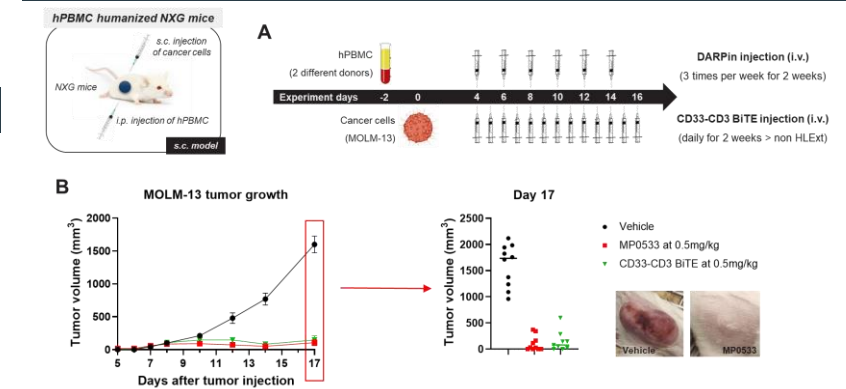 hPBMC humanized NXG mice
s.c. injection
of cancer cells
NXG mice
i.p. injection of hPBMC
s.c. model
A
hPBMC
(2 different donors)
Experiment days -2 0 4 6 8 10 12 14 16
Cancer cells
(MOLM-13)
DARPin injection (i.v.)
(3 times per week for 2 weeks)
CD33-CD3 BiTE injection (i.v.)
(daily for 2 weeks > non HLExt)
B
MOLM-13 tumor growth
Tumor volume (mm3)
2000
1500
1000
500
0
5 7 9 11 13 15 17
Days after tumor injection
Day 17
Tumor volume (mm3)
2500
2000
1500
1000
500
0
Vehicle
MP0533 at 0.5mg/kg
CD33-CD3 BiTE at 0.5mg/kg
Vehicle
MP0533